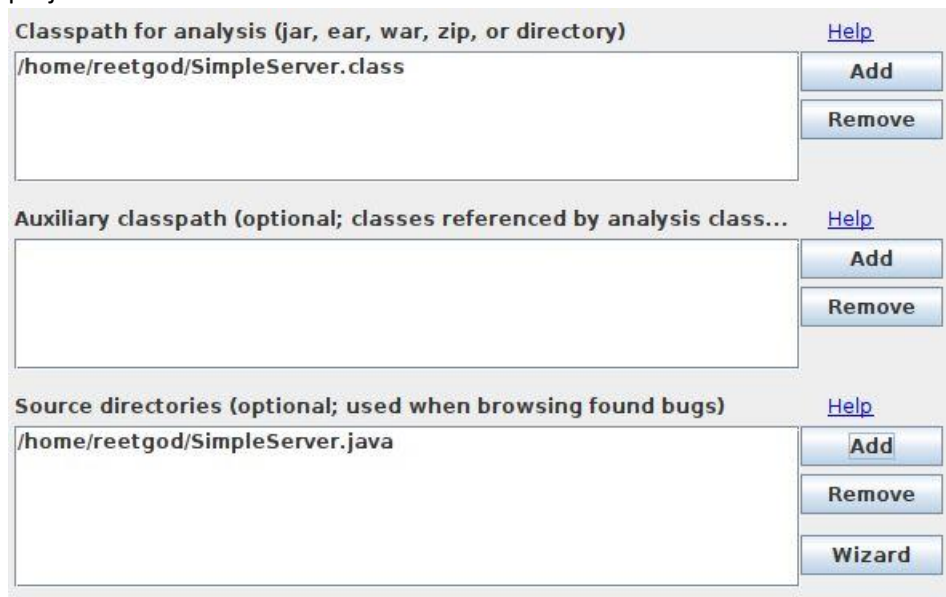 Classpath for analysis (jar, ear, war, zip, or directory) Help
/home/reetgod/SimpleServer.class
Add
Remove
Auxiliary classpath (optional; classes referenced by analysis class... Help
Add
Remove
Source directories (optional; used when browsing found bugs) Help
/home/reetgod/SimpleServer.java
Add
Remove
Wizard